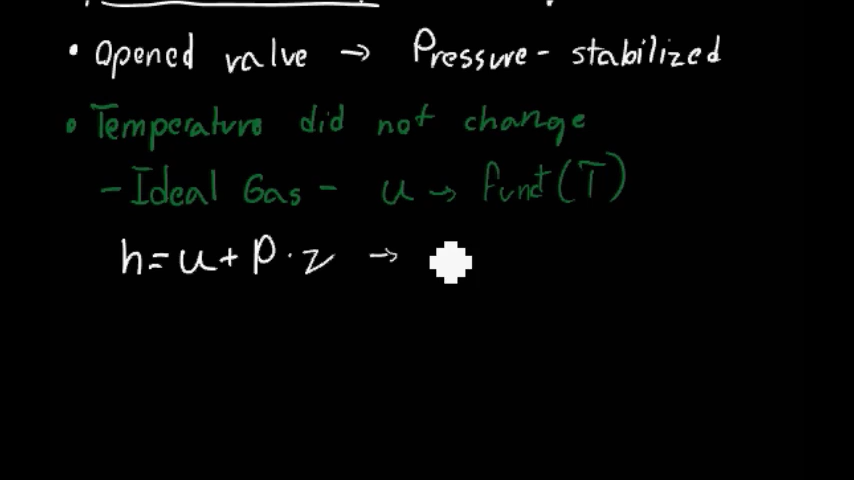 • Opened valve → Pressure - stabilized
• Temperature did not change
- Ideal Gas - u → funct(T)
h = u + P · v →